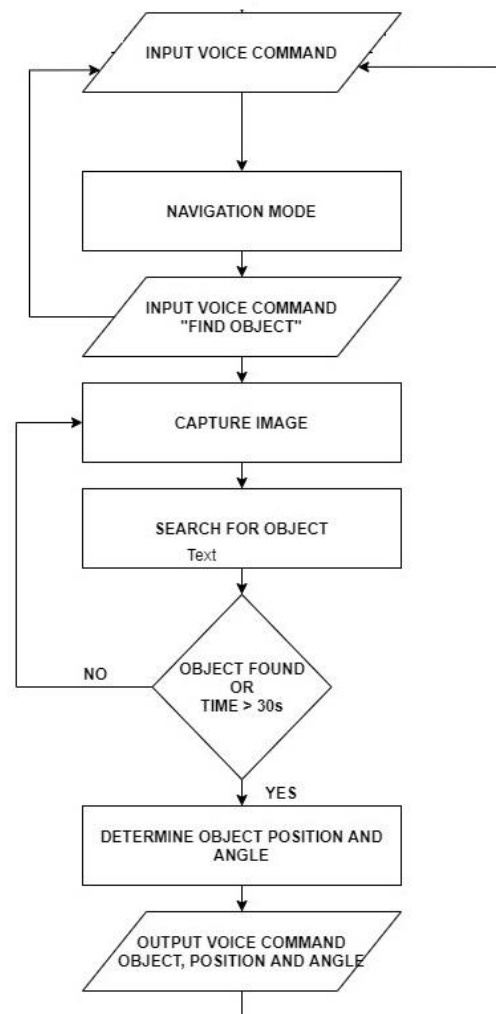 INPUT VOICE COMMAND
NAVIGATION MODE
INPUT VOICE COMMAND
"FIND OBJECT"
CAPTURE IMAGE
SEARCH FOR OBJECT
Text
OBJECT FOUND
OR
TIME > 30s
NO
YES
DETERMINE OBJECT POSITION AND
ANGLE
OUTPUT VOICE COMMAND
OBJECT, POSITION AND ANGLE